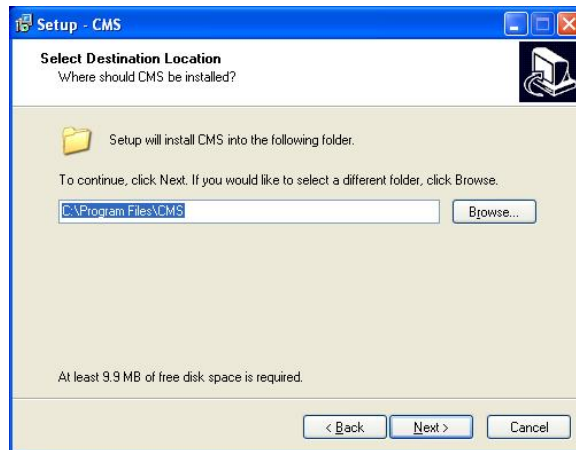 Setup - CMS
Select Destination Location
Where should CMS be installed?
Setup will install CMS into the following folder.
To continue, click Next. If you would like to select a different folder, click Browse.
C:\Program Files\CMS
Browse...
At least 9.9 MB of free disk space is required.
< Back Next > Cancel